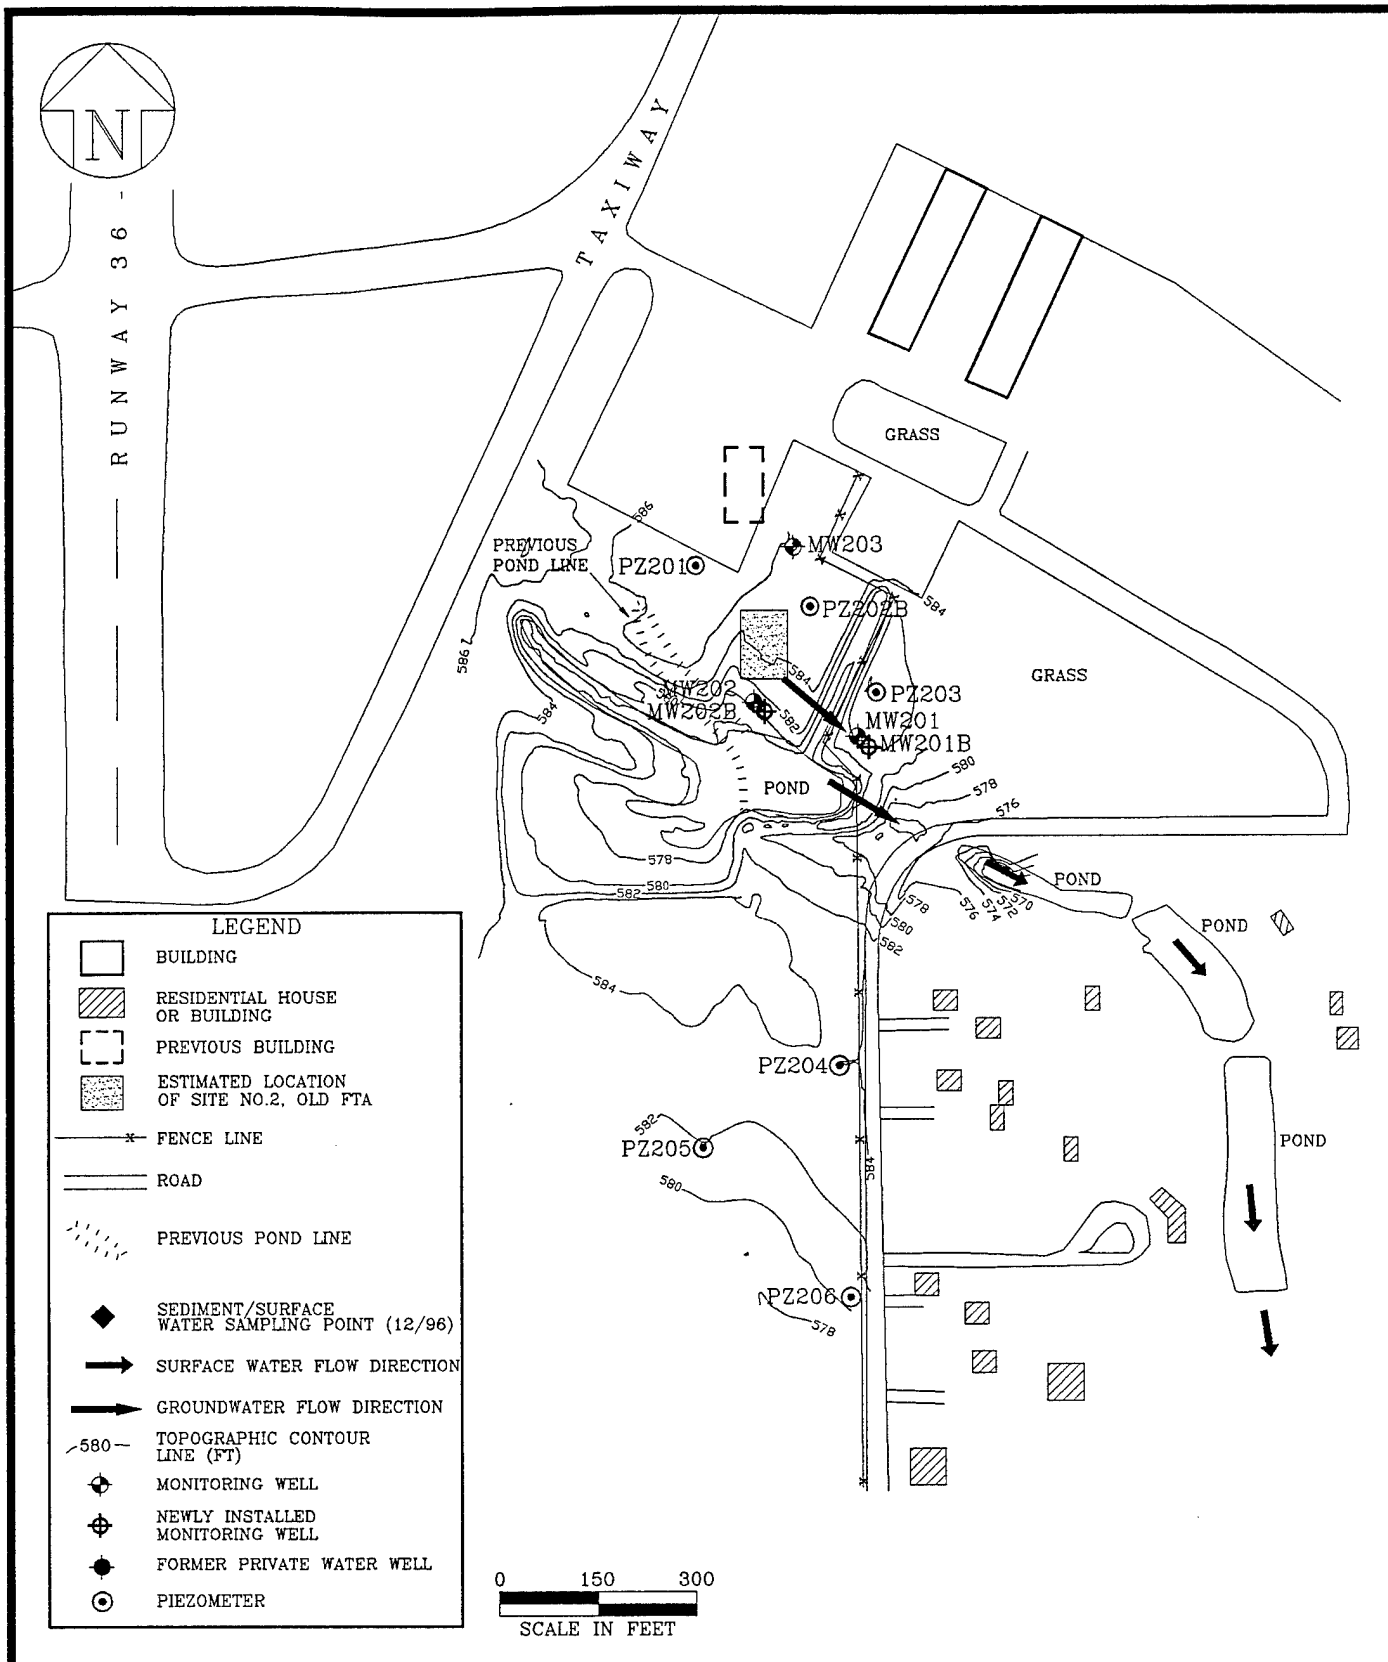 N
RUNWAY 36
TAXIWAY
GRASS
586
PREVIOUS
POND LINE
PZ201
MW203
PZ202B
584
586
584
GRASS
MW202
MW202B
582
PZ203
MW201
MW201B
584
580
578
576
POND
578
580
582
POND
570
572
574
576
578
580
582
POND
584
PZ204
582
PZ205
580
584
POND
PZ206
578
LEGEND
BUILDING
RESIDENTIAL HOUSE
OR BUILDING
PREVIOUS BUILDING
ESTIMATED LOCATION
OF SITE NO.2, OLD FTA
FENCE LINE
ROAD
PREVIOUS POND LINE
SEDIMENT/SURFACE
WATER SAMPLING POINT (12/96)
SURFACE WATER FLOW DIRECTION
GROUNDWATER FLOW DIRECTION
580
TOPOGRAPHIC CONTOUR
LINE (FT)
MONITORING WELL
NEWLY INSTALLED
MONITORING WELL
FORMER PRIVATE WATER WELL
PIEZOMETER
0 150 300
SCALE IN FEET